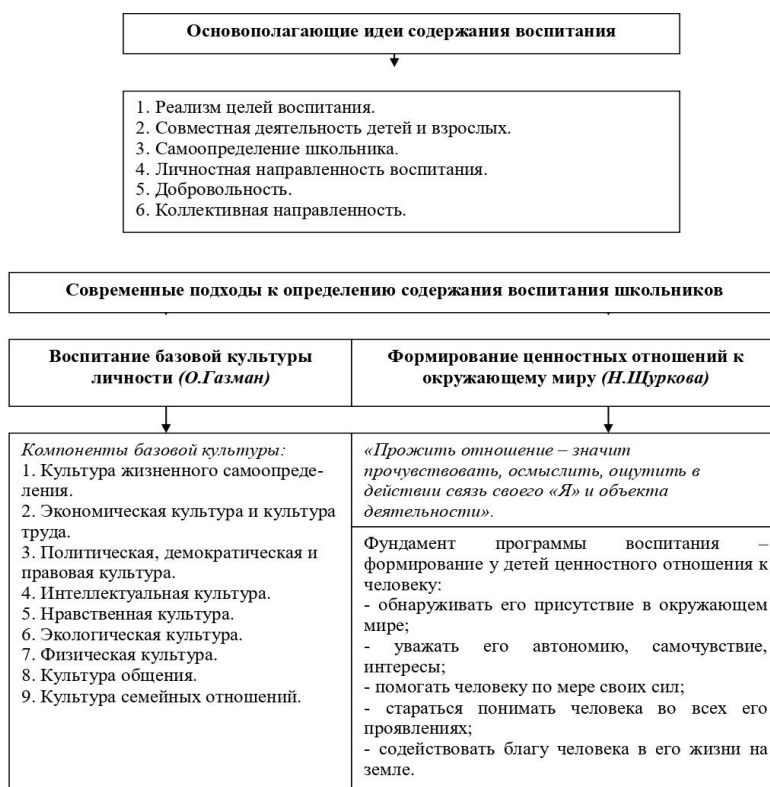 Основополагающие идеи содержания воспитания
1. Реализм целей воспитания.
2. Совместная деятельность детей и взрослых.
3. Самоопределение школьника.
4. Личностная направленность воспитания.
5. Добровольность.
6. Коллективная направленность.
Современные подходы к определению содержания воспитания школьников
Воспитание базовой культуры
личности (О.Газман)
Компоненты базовой культуры:
1. Культура жизненного самоопреде-
ления.
2. Экономическая культура и культура
труда.
3. Политическая, демократическая и
правовая культура.
4. Интеллектуальная культура.
5. Нравственная культура.
6. Экологическая культура.
7. Физическая культура.
8. Культура общения.
9. Культура семейных отношений.
Формирование ценностных отношений к
окружающему миру (Н.Щуркова)
«Прожить отношение – значит
прочувствовать, осмыслить, ощутить в
действии связь своего «Я» и объекта
деятельности».
Фундамент программы воспитания –
формирование у детей ценностного отношения к
человеку:
- обнаруживать его присутствие в окружающем
мире;
- уважать его автономию, самочувствие,
интересы;
- помогать человеку по мере своих сил;
- стараться понимать человека во всех его
проявлениях;
- содействовать благу человека в его жизни на
земле.